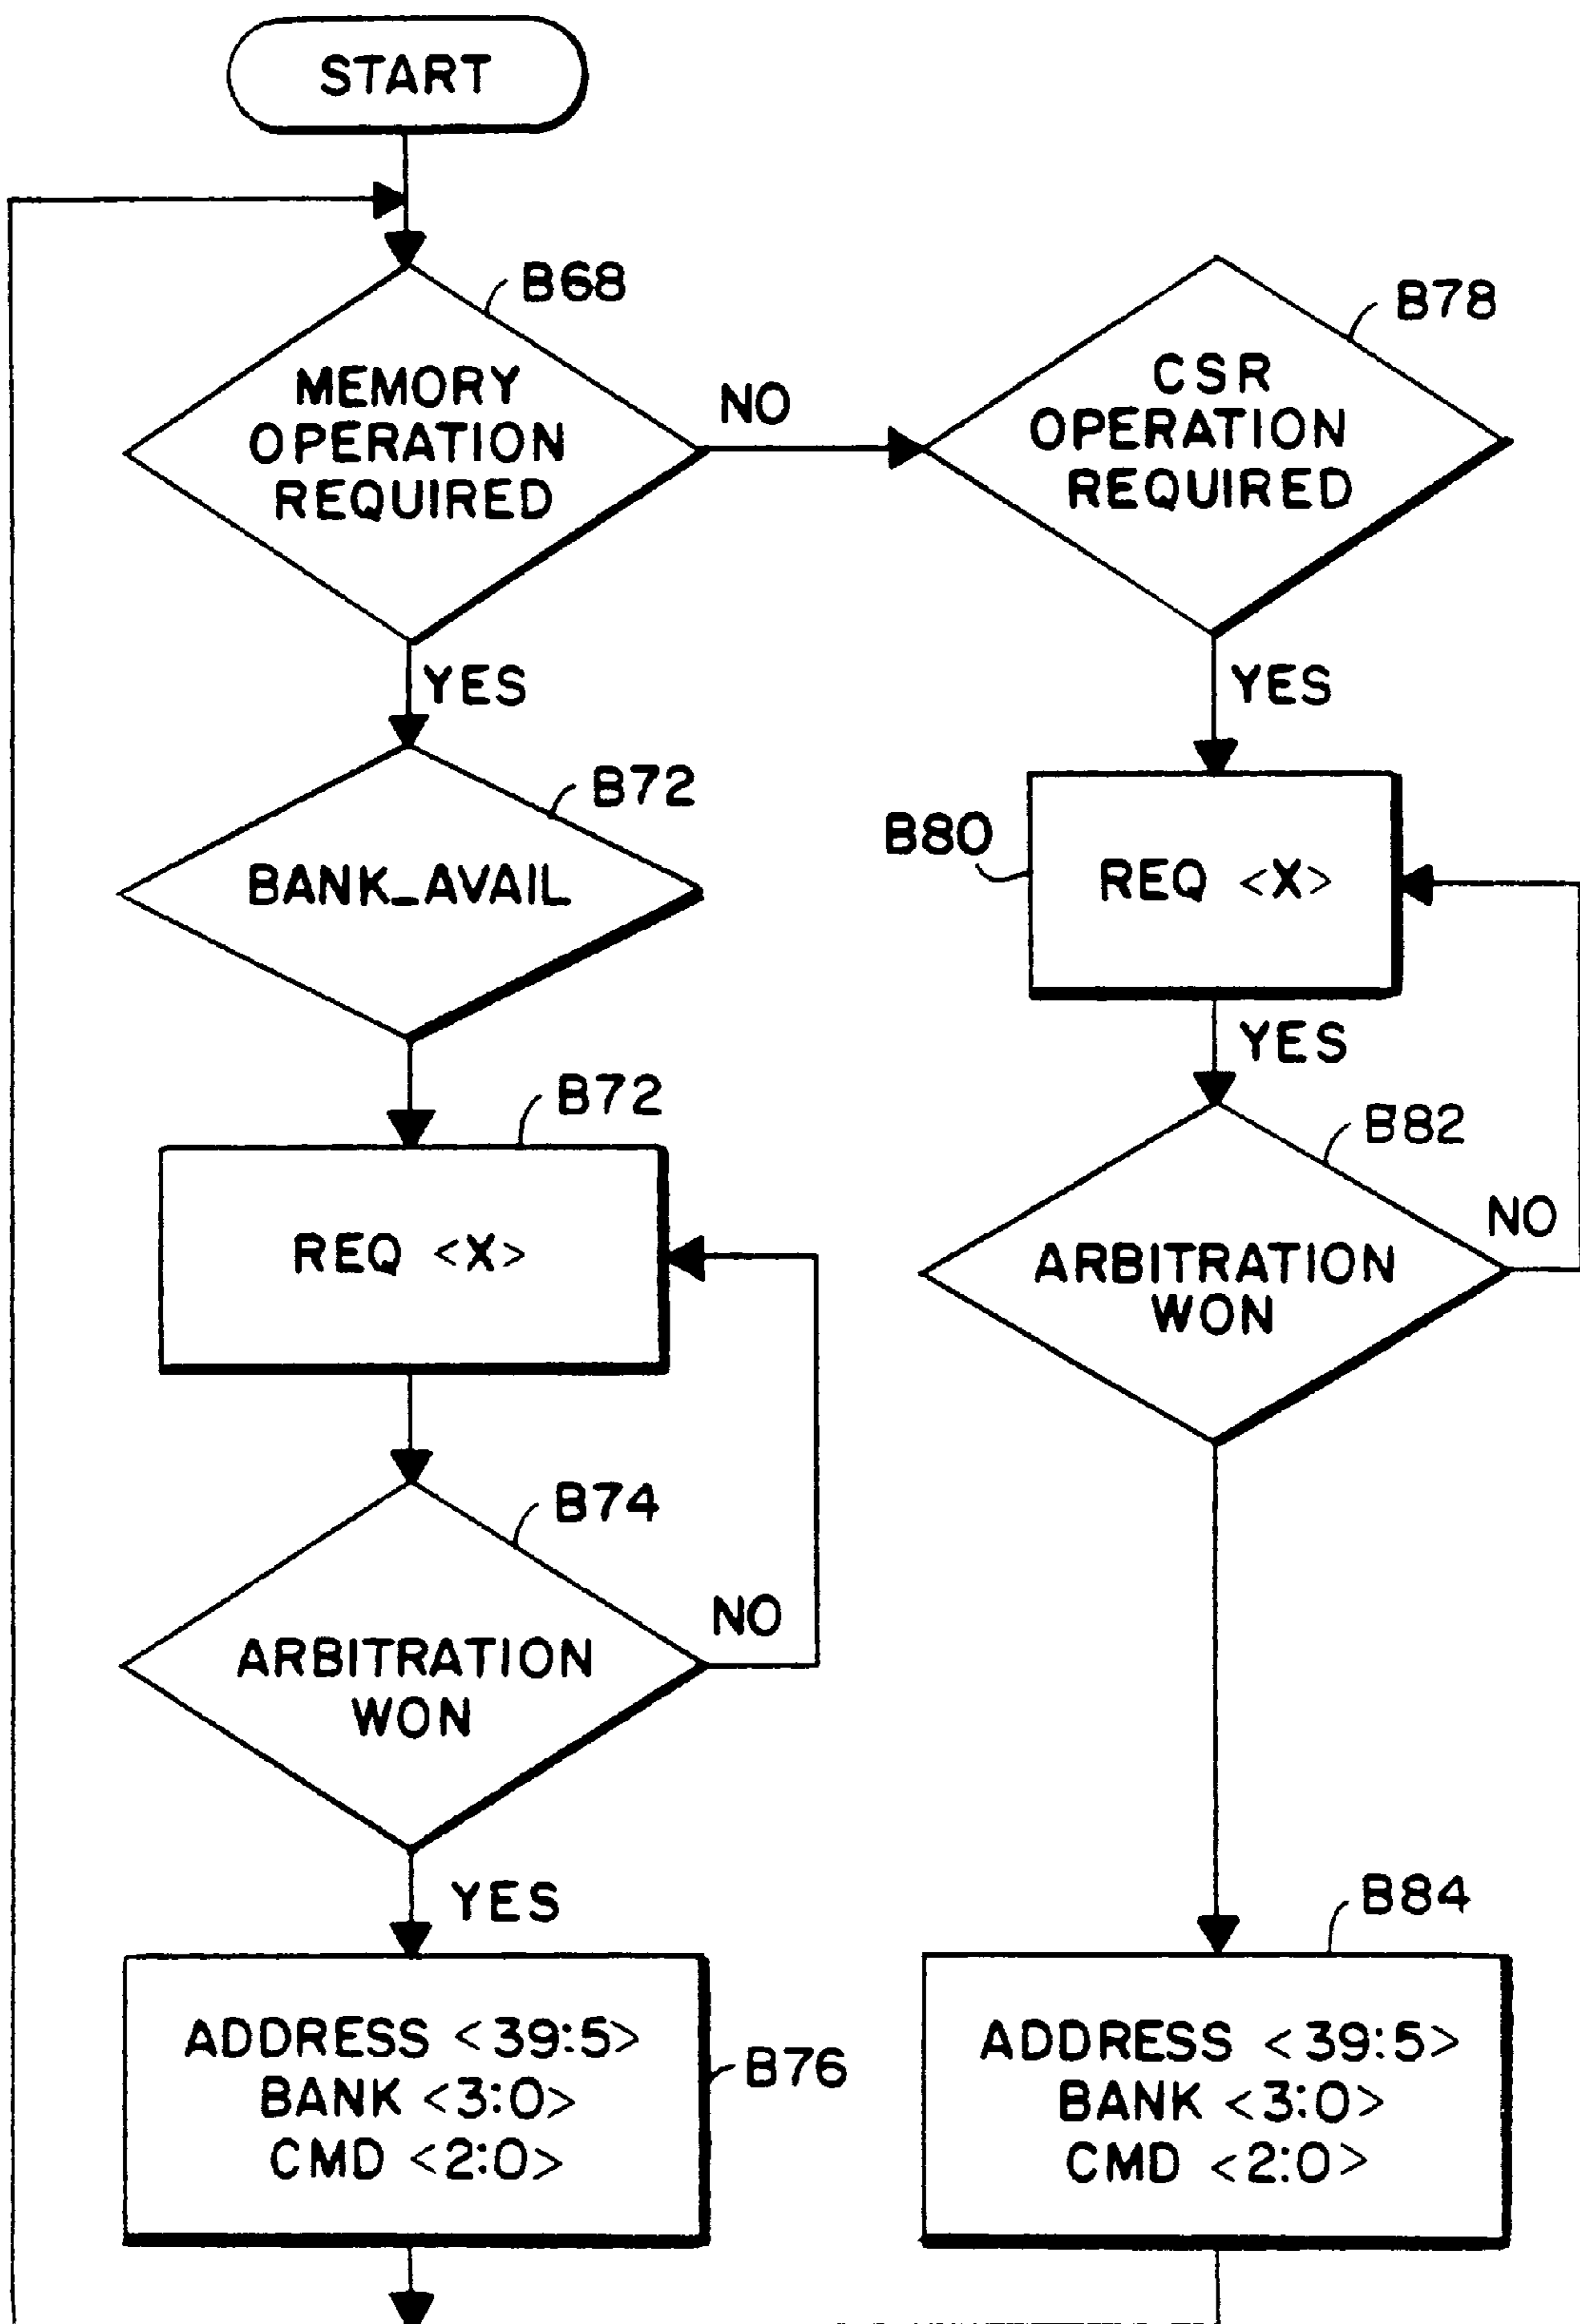 START
B68
MEMORY
OPERATION
REQUIRED
NO
B78
CSR
OPERATION
REQUIRED
YES
YES
B72
BANK_AVAIL
B80
REQ <X>
YES
B72
REQ <X>
B82
ARBITRATION
WON
NO
B74
ARBITRATION
WON
NO
YES
B84
ADDRESS <39:5>
BANK <3:0>
CMD <2:0>
B76
ADDRESS <39:5>
BANK <3:0>
CMD <2:0>